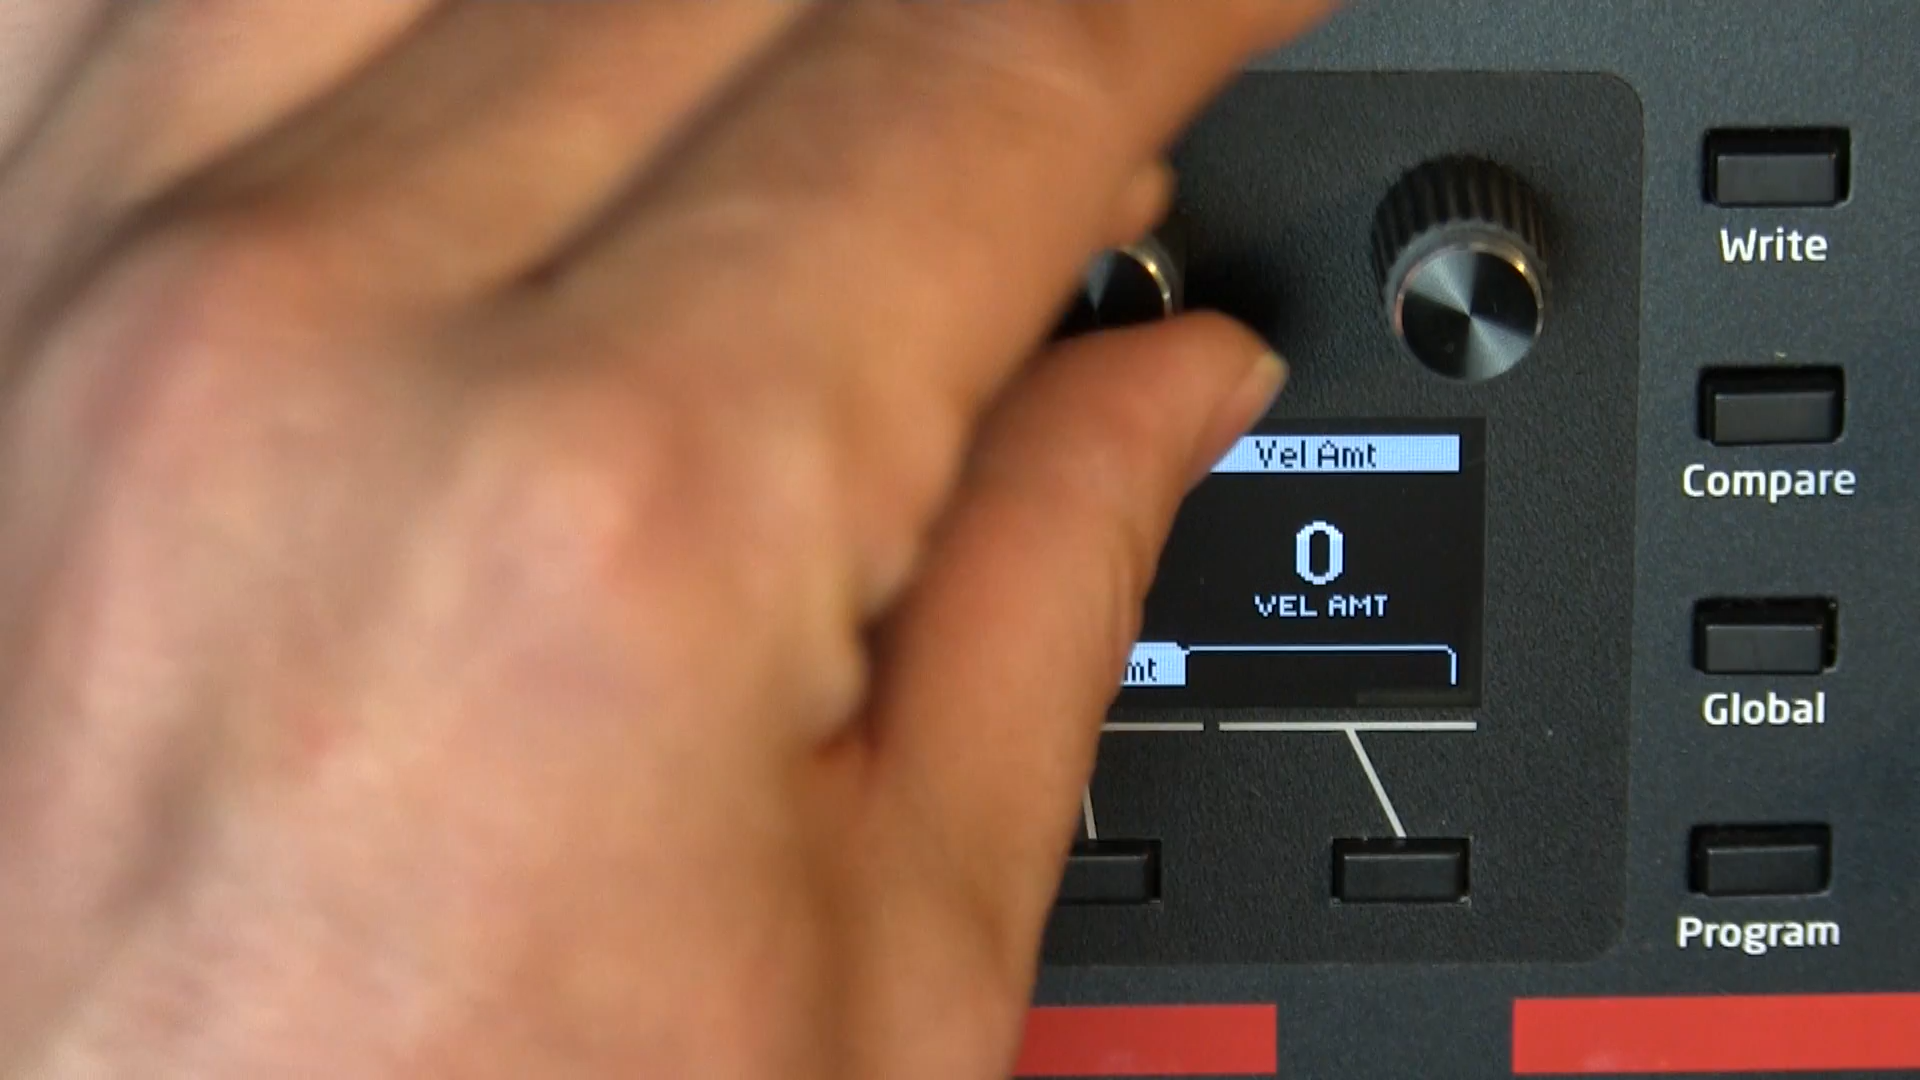 Write
Vel Amt
Compare
0
VEL AMT
Global
Program